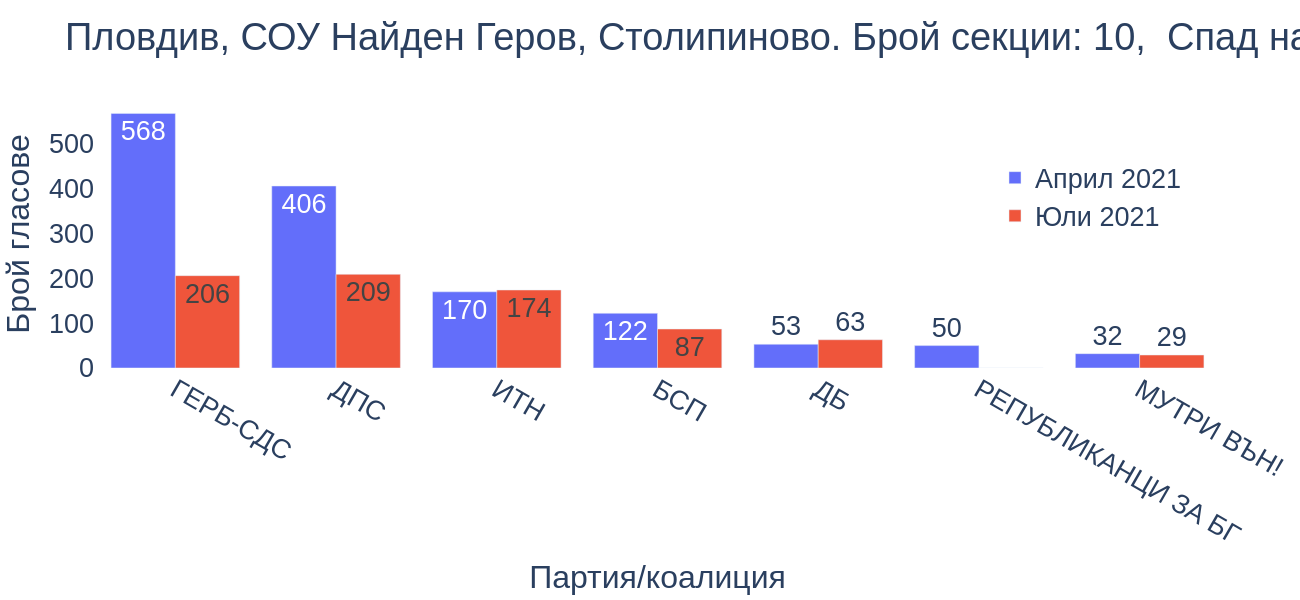 Пловдив, СОУ Найден Геров, Столипиново. Брой секции: 10, Спад на
Брой гласове
500
400
300
200
100
0
568
206
406
209
170
174
122
87
53
63
50
32
29
Април 2021
Юли 2021
ГЕРБ-СДС
ДПС
ИТН
БСП
ДБ
РЕПУБЛИКАНЦИ ЗА БГ
МУТРИ ВЪН!
Партия/коалиция